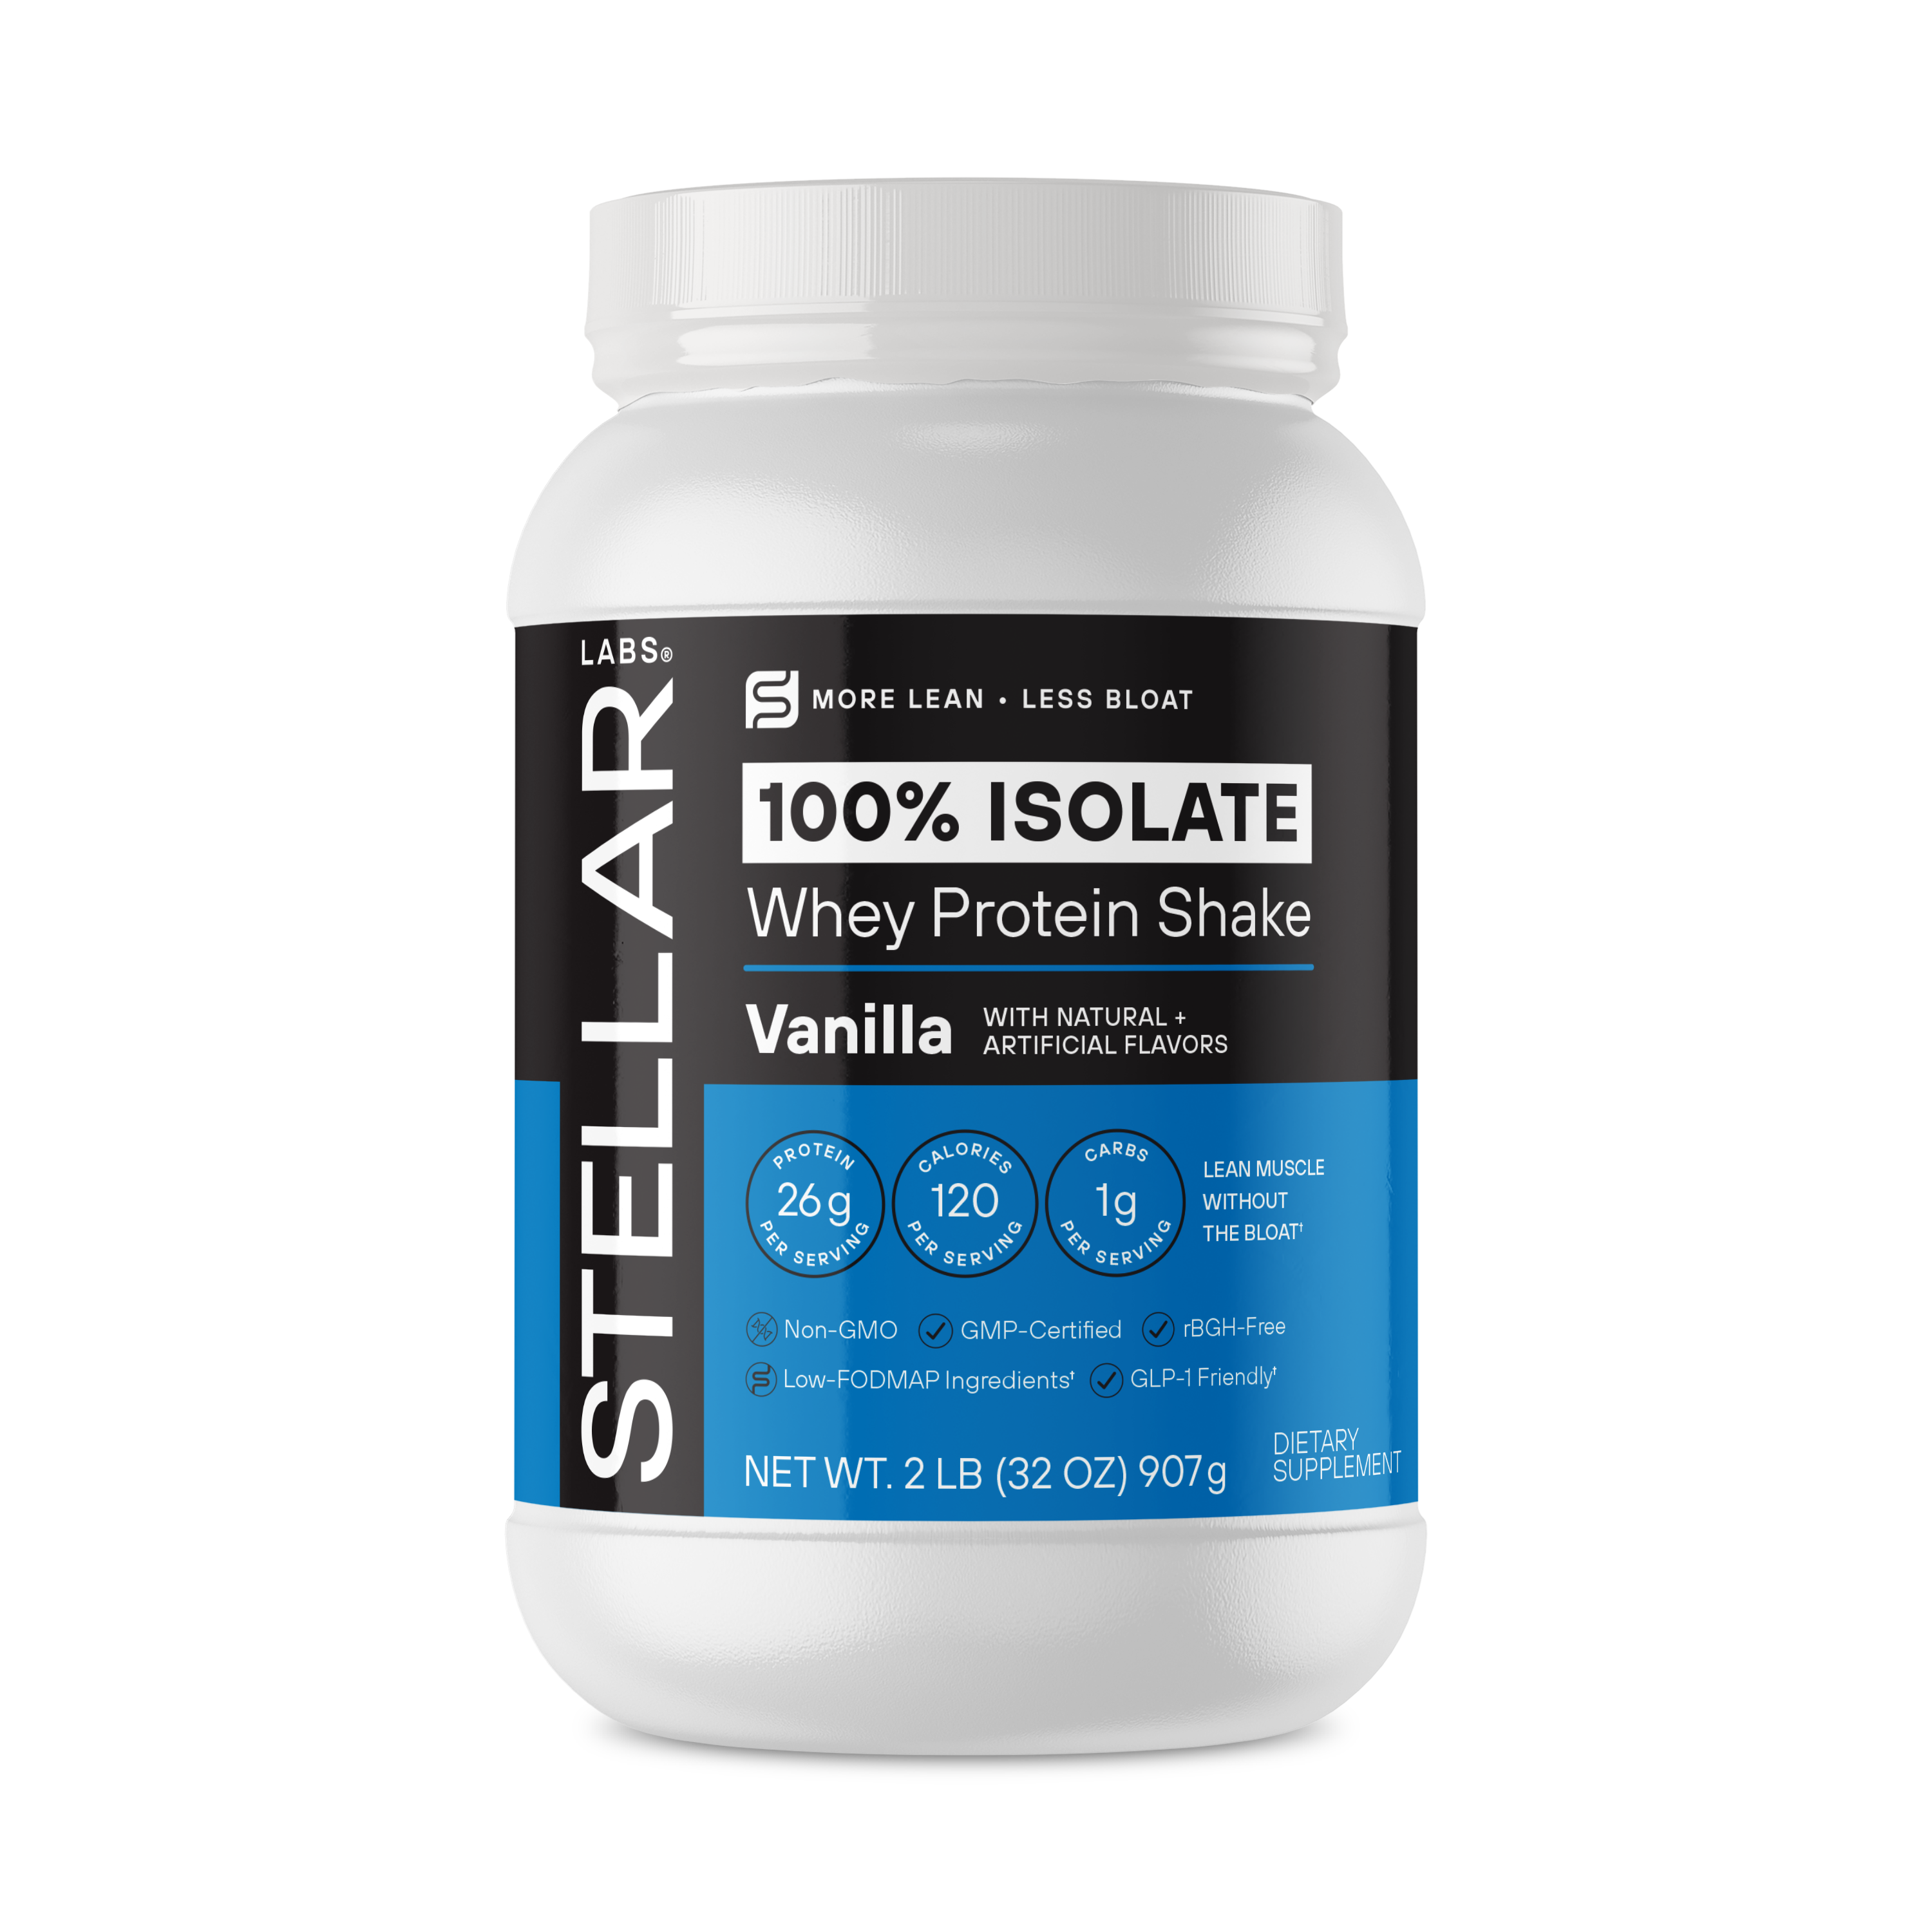 LABS®
STELLAR
MORE LEAN • LESS BLOAT
100% ISOLATE
Whey Protein Shake
Vanilla
WITH NATURAL +
ARTIFICIAL FLAVORS
PROTEIN
26g
PER SERVING
CALORIES
120
PER SERVING
CARBS
1g
PER SERVING
LEAN MUSCLE
WITHOUT
THE BLOAT†
Non-GMO
GMP-Certified
rBGH-Free
Low-FODMAP Ingredients†
GLP-1 Friendly†
NET WT. 2 LB (32 OZ) 907g
DIETARY
SUPPLEMENT